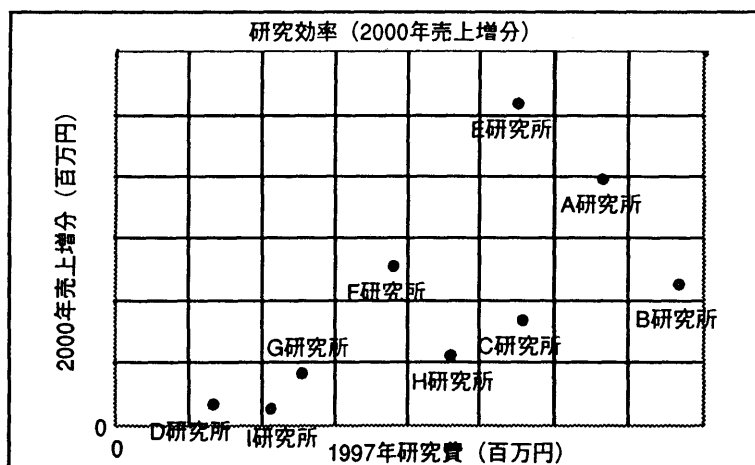 研究効率（2000年売上増分）
2000年売上増分（百万円）
E研究所
A研究所
F研究所
B研究所
G研究所
C研究所
H研究所
D研究所
I研究所
0
0
1997年研究費（百万円）